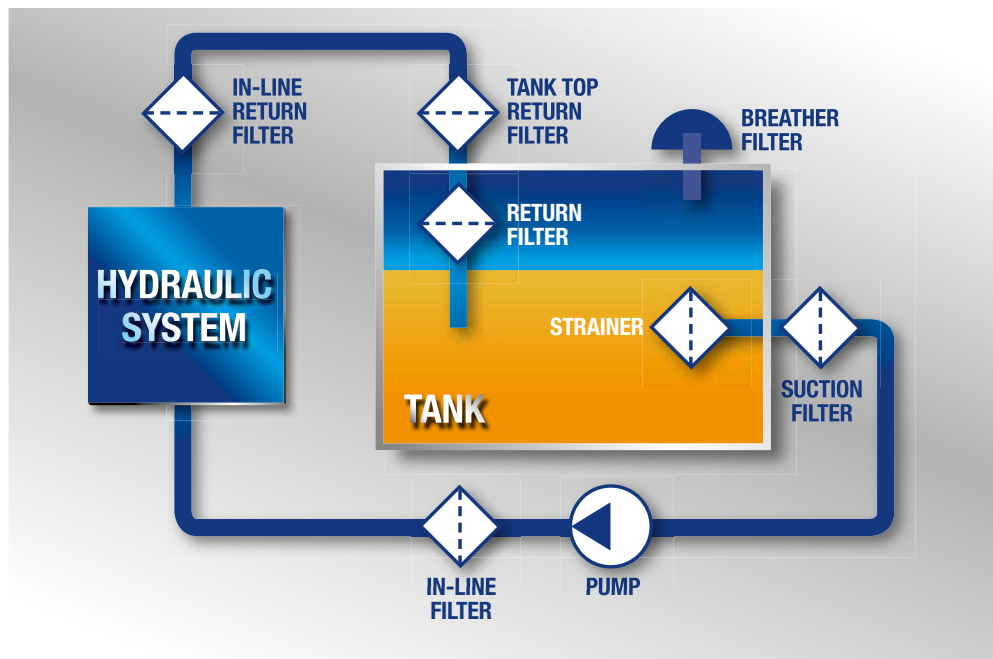 IN-LINE
RETURN
FILTER
TANK TOP
RETURN
FILTER
BREATHER
FILTER
RETURN
FILTER
HYDRAULIC
SYSTEM
STRAINER
SUCTION
FILTER
TANK
IN-LINE
FILTER
PUMP